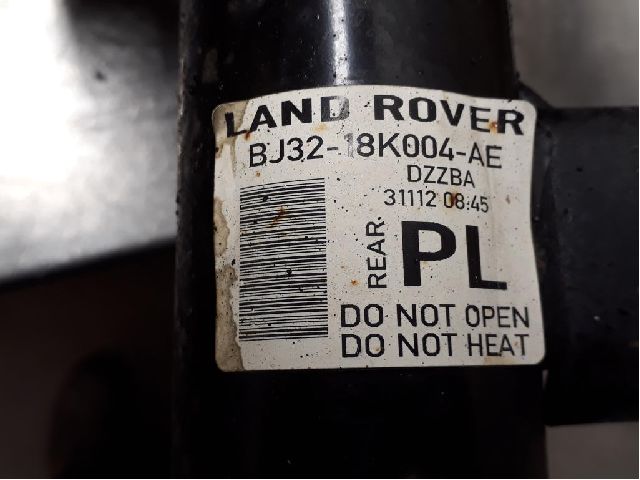 LAND ROVER
BJ32-18K004-AE
DZZBA
31112 08:45
REAR
PL
DO NOT OPEN
DO NOT HEAT